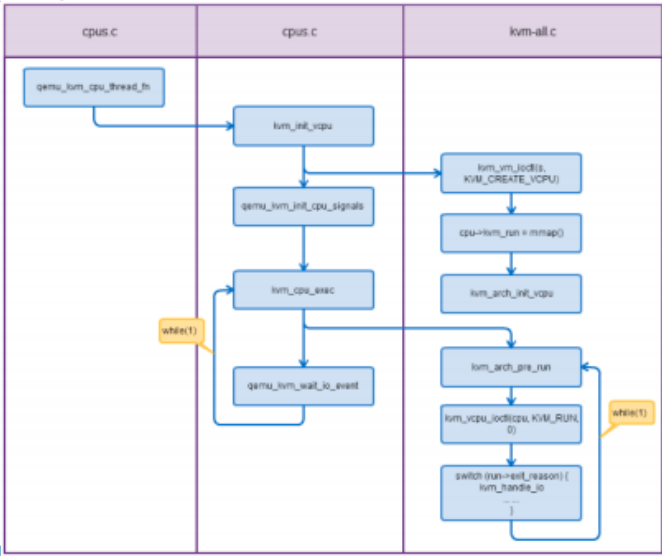 cpus.c
cpus.c
kvm-all.c
qemu_kvm_cpu_thread_fn
kvm_init_vcpu
kvm_vm_ioctl(s,
KVM_CREATE_VCPU)
qemu_kvm_init_cpu_signals
cpu->kvm_run = mmap()
kvm_cpu_exec
kvm_arch_init_vcpu
while(1)
kvm_arch_pre_run
qemu_kvm_wait_io_event
kvm_vcpu_ioctl(cpu, KVM_RUN,
0)
while(1)
switch (run->exit_reason) {
kvm_handle_io
... ...
}